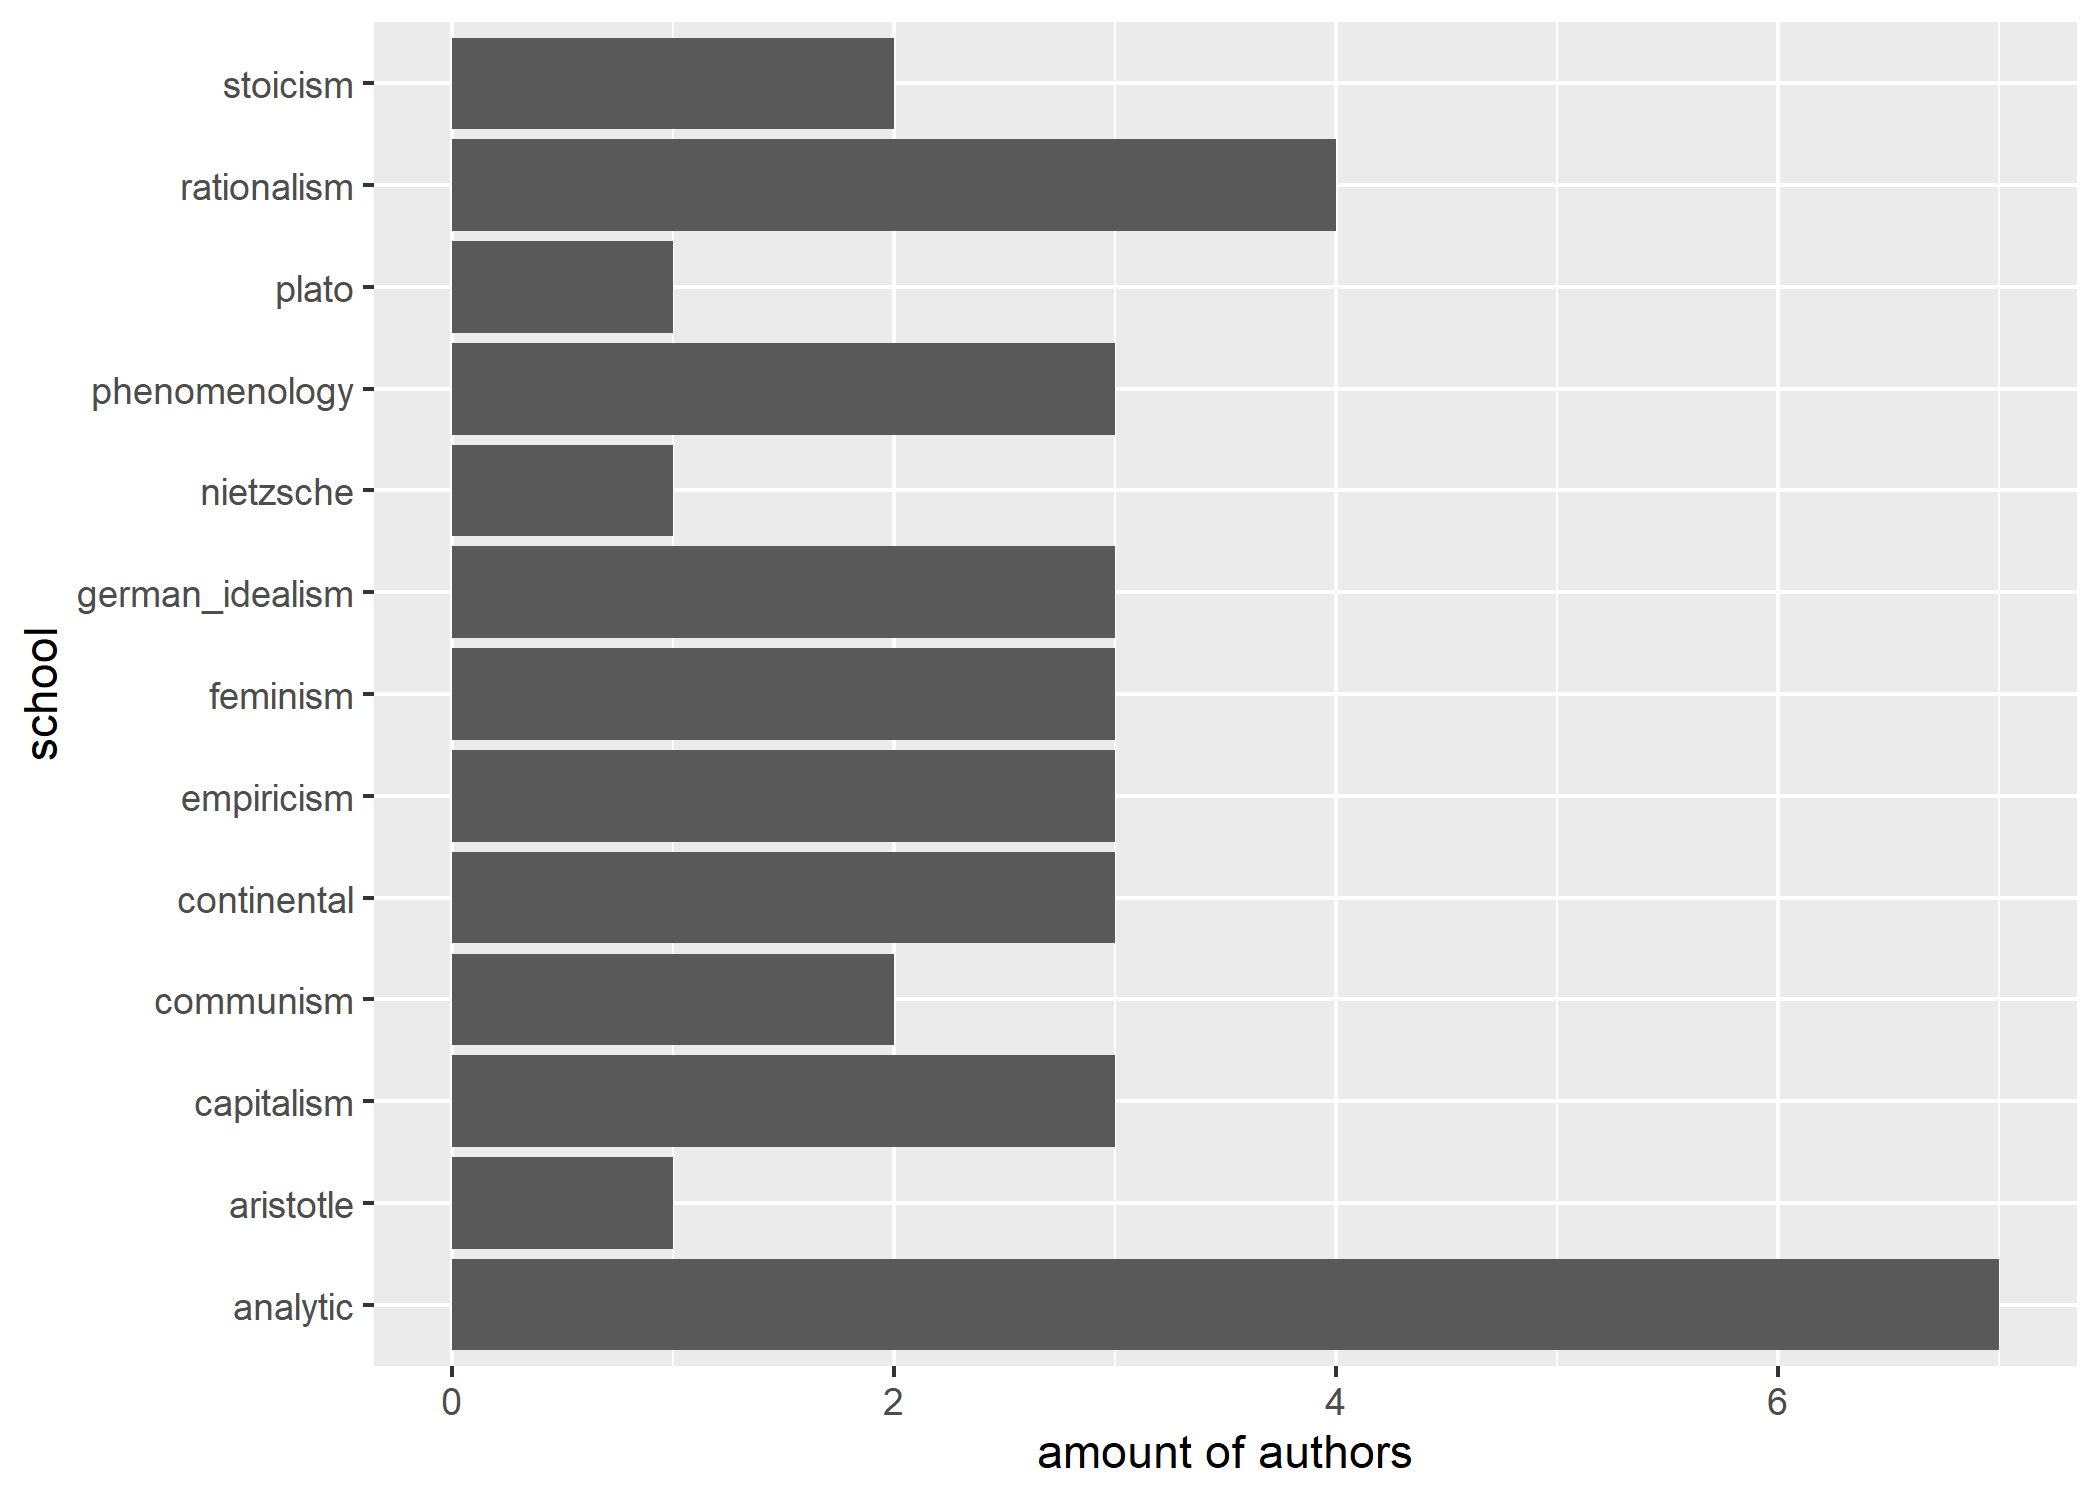 stoicism
rationalism
plato
phenomenology
nietzsche
german_idealism
feminism
empiricism
continental
communism
capitalism
aristotle
analytic
school
0 2 4 6
amount of authors